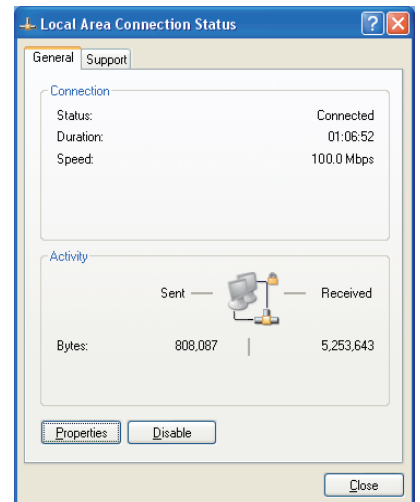 Local Area Connection Status
General Support
Connection
Status: Connected
Duration: 01:06:52
Speed: 100.0 Mbps
Activity
Sent Received
Bytes: 808,087 5,253,643
Properties Disable
Close